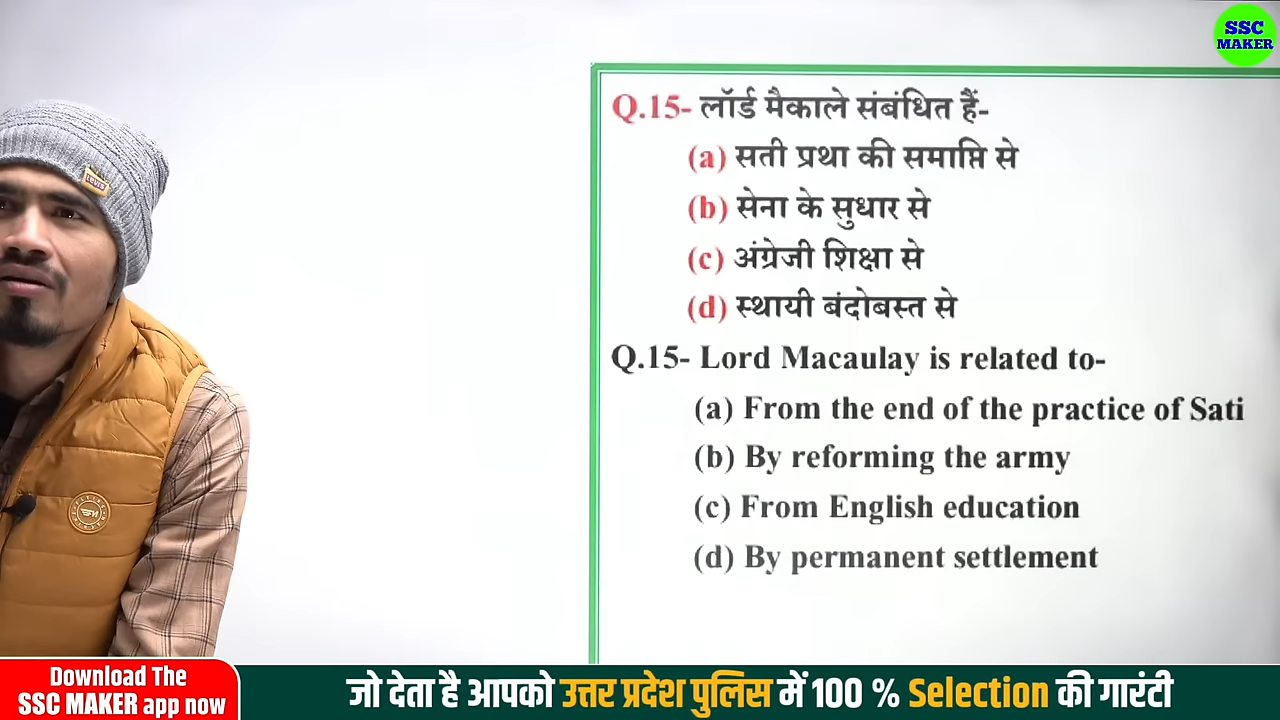 SSC
MAKER
Q.15- लॉर्ड मैकाले संबंधित हैं-
(a) सती प्रथा की समाप्ति से
(b) सेना के सुधार से
(c) अंग्रेजी शिक्षा से
(d) स्थायी बंदोबस्त से
Q.15- Lord Macaulay is related to-
(a) From the end of the practice of Sati
(b) By reforming the army
(c) From English education
(d) By permanent settlement
Download The
SSC MAKER app now
जो देता है आपको उत्तर प्रदेश पुलिस में 100 % Selection की गारंटी